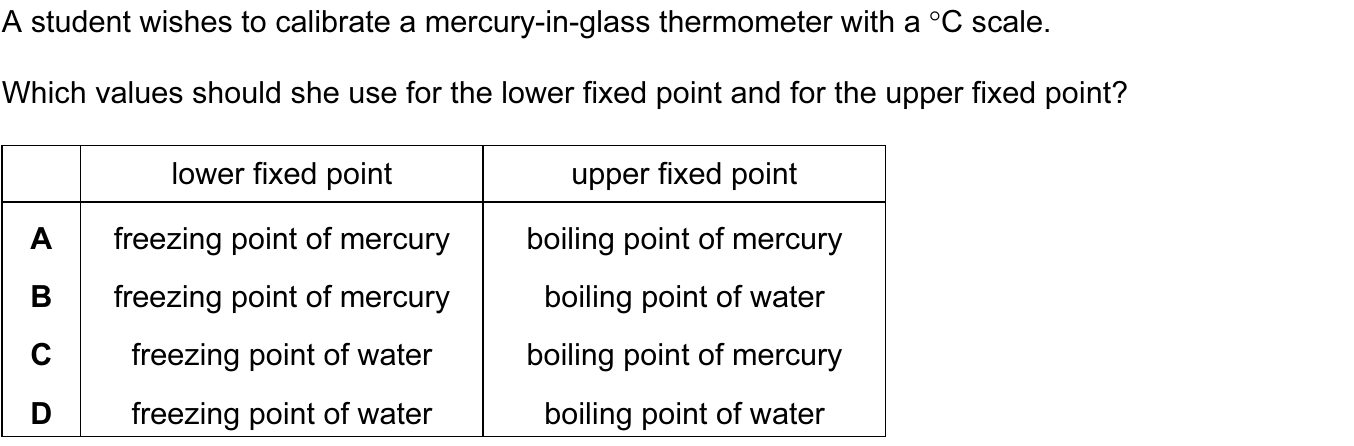 A student wishes to calibrate a mercury-in-glass thermometer with a °C scale.
Which values should she use for the lower fixed point and for the upper fixed point?
lower fixed point upper fixed point
A freezing point of mercury boiling point of mercury
B freezing point of mercury boiling point of water
C freezing point of water boiling point of mercury
D freezing point of water boiling point of water